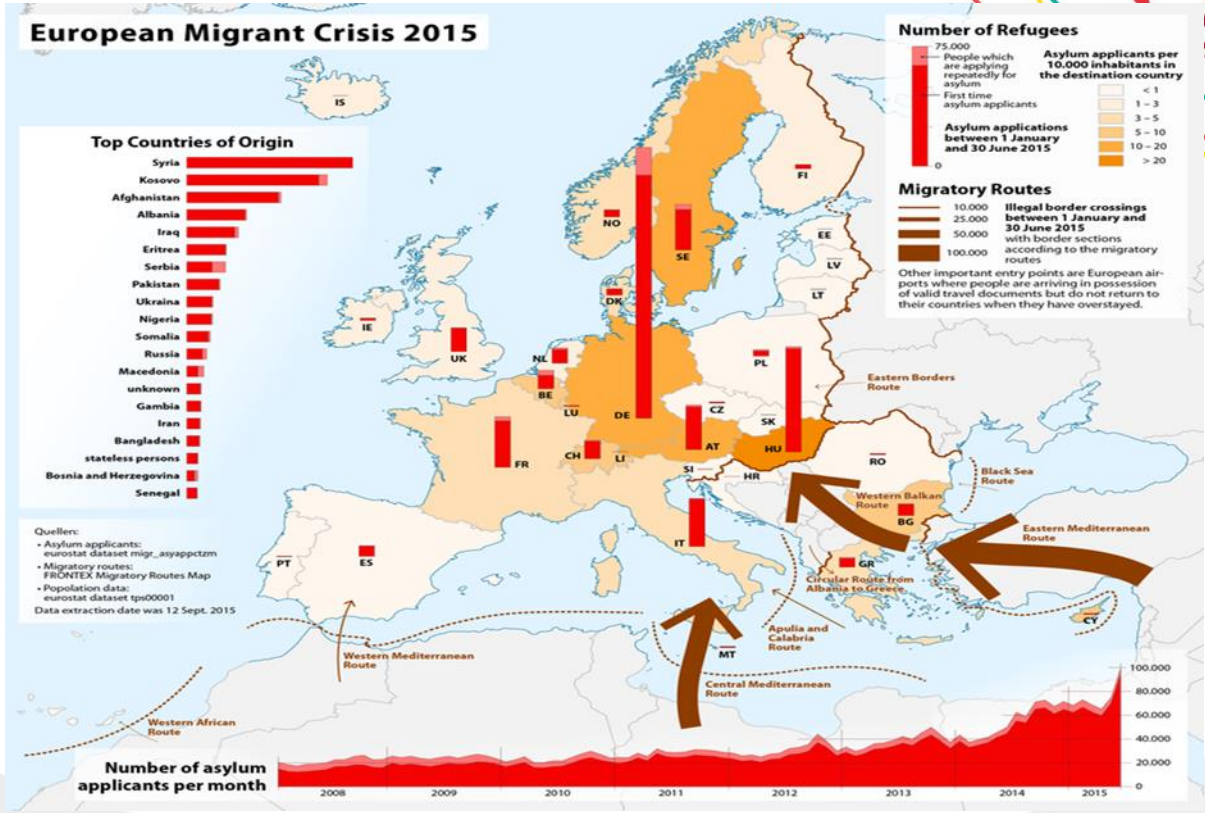 European Migrant Crisis 2015
Top Countries of Origin
Syria
Kosovo
Afghanistan
Albania
Iraq
Eritrea
Serbia
Pakistan
Ukraina
Nigeria
Somalia
Russia
Macedonia
unknown
Gambia
Iran
Bangladesh
stateless persons
Bosnia and Herzegovina
Senegal
Quellen:
• Asylum applicants:
eurostat dataset migr_asyappctzm
• Migratory routes:
FRONTEX Migratory Routes Map
• Popolation data:
eurostat dataset tps00001
Data extraction date was 12 Sept. 2015
Number of Refugees
75.000
People which
are applying
repeatedly for
asylum
First time
asylum applicants
Asylum applications
between 1 January
and 30 June 2015
0
Asylum applicants per
10.000 inhabitants in
the destination country
< 1
1 – 3
3 – 5
5 – 10
10 – 20
> 20
Migratory Routes
10.000
25.000
50.000
100.000
Illegal border crossings
between 1 January and
30 June 2015
with border sections
according to the migratory
routes
Other important entry points are European air-
ports where people are arriving in possession
of valid travel documents but do not return to
their countries when they have overstayed.
IS
NO
SE
FI
EE
LV
LT
DK
IE
UK
NL
BE
LU
DE
PL
CZ
SK
AT
HU
CH
LI
FR
SI
HR
RO
BG
IT
GR
PT
ES
MT
CY
Eastern Borders
Route
Black Sea
Route
Western Balkan
Route
Eastern Mediterranean
Route
Circular Route from
Albania to Greece
Apulia and
Calabria
Route
Central Mediterranean
Route
Western Mediterranean
Route
Western African
Route
Number of asylum
applicants per month
100.000
80.000
60.000
40.000
20.000
0
2008
2009
2010
2011
2012
2013
2014
2015